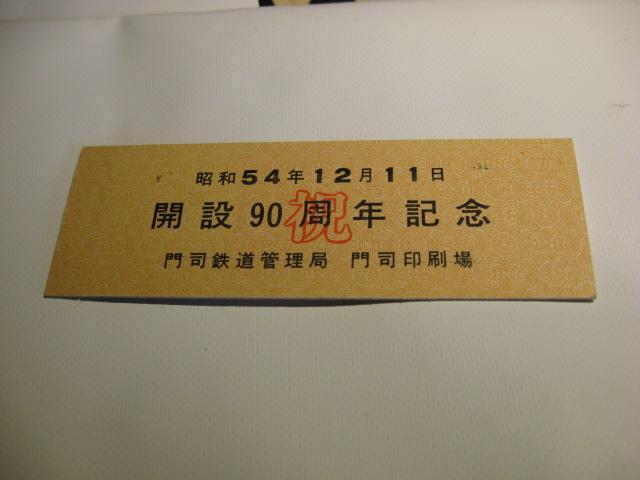 昭和54年12月11日
開設90周年記念
祝
門司鉄道管理局 門司印刷場